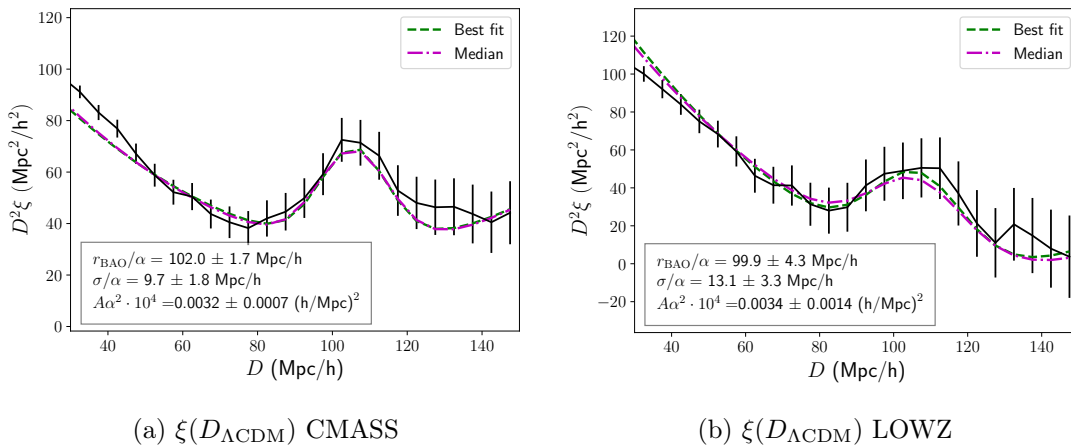 120
100
80
60
40
20
0
40
60
80
100
120
140
D (Mpc/h)
D²ξ (Mpc²/h²)
Best fit
Median
r_BAO/α = 102.0 ± 1.7 Mpc/h
σ/α = 9.7 ± 1.8 Mpc/h
Aα² · 10⁴ =0.0032 ± 0.0007 (h/Mpc)²
(a) ξ(D_ΛCDM) CMASS
120
100
80
60
40
20
0
−20
40
60
80
100
120
140
D (Mpc/h)
D²ξ (Mpc²/h²)
Best fit
Median
r_BAO/α = 99.9 ± 4.3 Mpc/h
σ/α = 13.1 ± 3.3 Mpc/h
Aα² · 10⁴ =0.0034 ± 0.0014 (h/Mpc)²
(b) ξ(D_ΛCDM) LOWZ